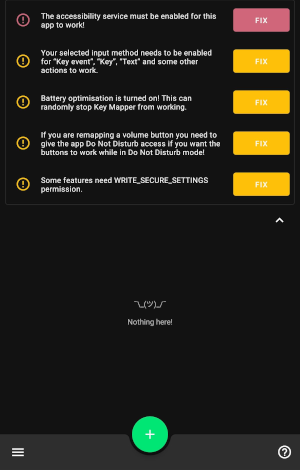 The accessibility service must be enabled for this
app to work!
FIX
Your selected input method needs to be enabled
for "Key event", "Key", "Text" and some other
actions to work.
FIX
Battery optimisation is turned on! This can
randomly stop Key Mapper from working.
FIX
If you are remapping a volume button you need to
give the app Do Not Disturb access if you want the
buttons to work while in Do Not Disturb mode!
FIX
Some features need WRITE_SECURE_SETTINGS
permission.
FIX
¯\_(ツ)_/¯
Nothing here!